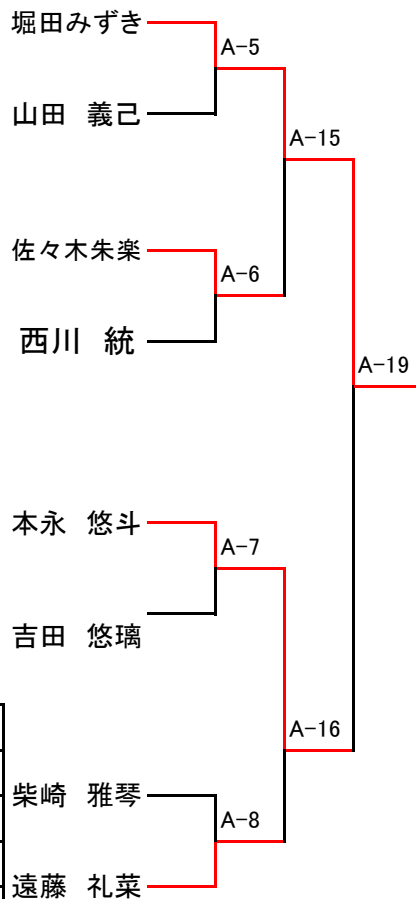 堀田みずき
A-5
山田 義己
A-15
佐々木朱楽
A-6
西川 統
A-19
本永 悠斗
A-7
吉田 悠璃
A-16
柴崎 雅琴
A-8
遠藤 礼菜